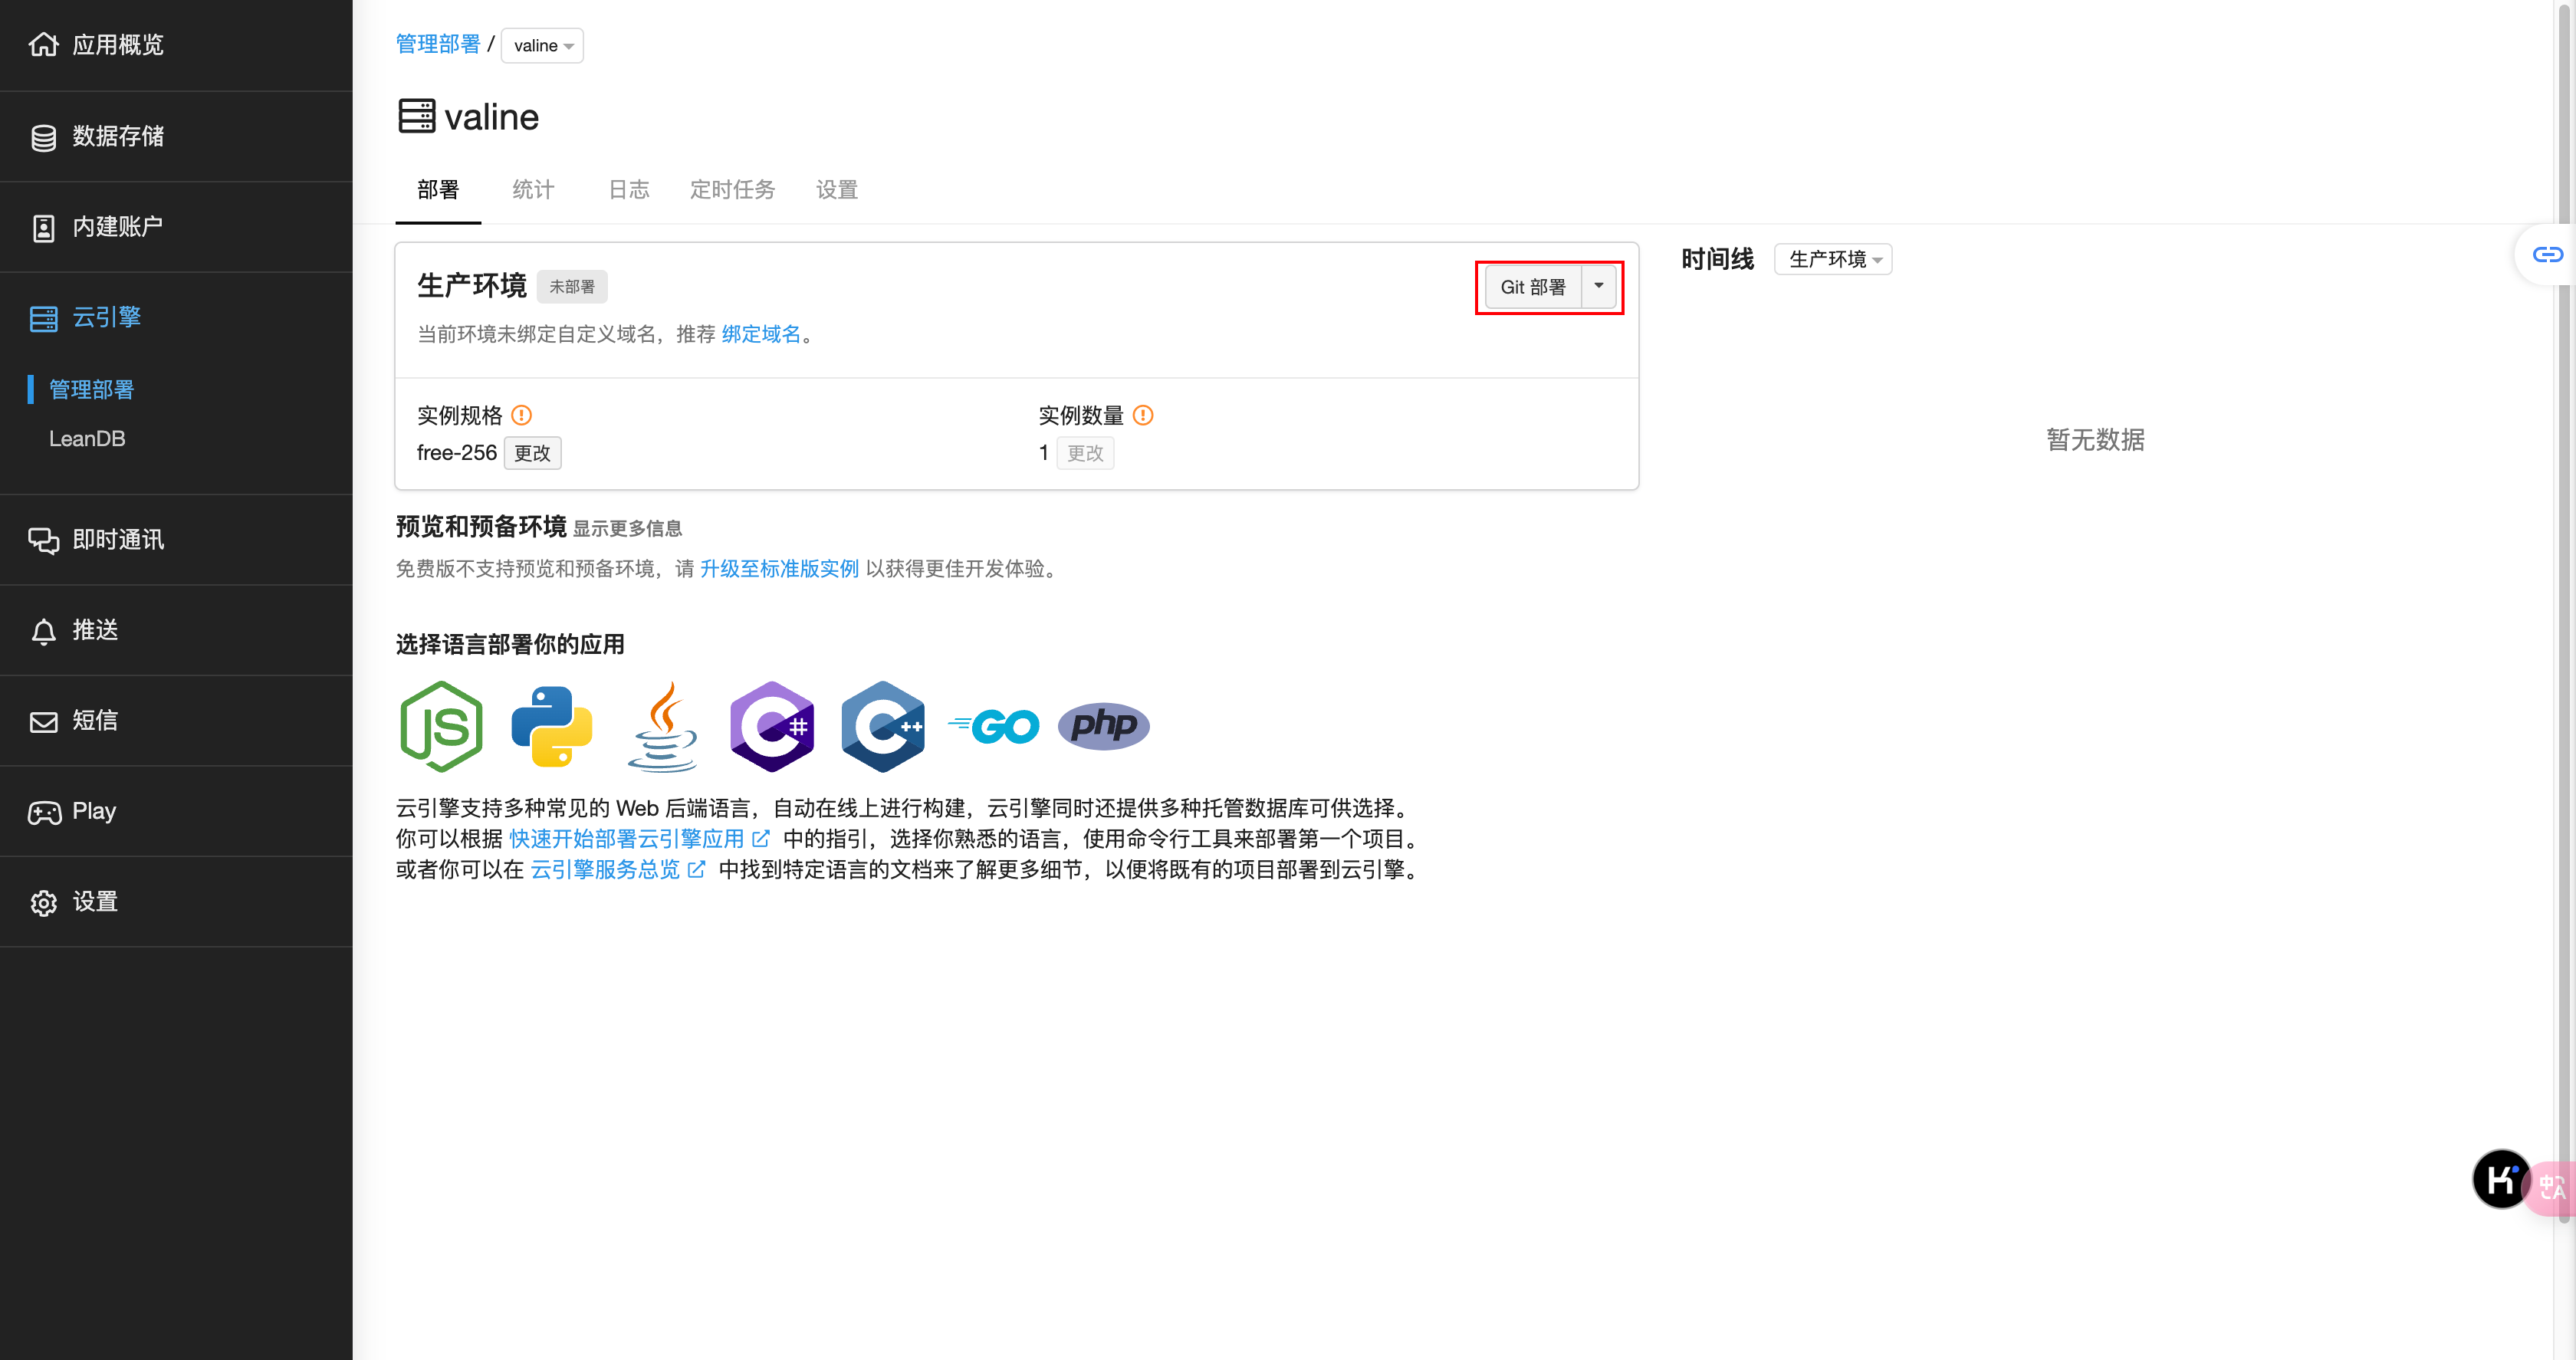 应用概览
数据存储
内建账户
云引擎
管理部署
LeanDB
即时通讯
推送
短信
Play
设置
管理部署 / valine
valine
部署 统计 日志 定时任务 设置
生产环境 未部署
Git 部署
当前环境未绑定自定义域名，推荐 绑定域名。
实例规格
free-256 更改
实例数量
1 更改
时间线 生产环境
暂无数据
预览和预备环境 显示更多信息
免费版不支持预览和预备环境，请 升级至标准版实例 以获得更佳开发体验。
选择语言部署你的应用
JS C# C++ GO php
云引擎支持多种常见的 Web 后端语言，自动在线上进行构建，云引擎同时还提供多种托管数据库可供选择。
你可以根据 快速开始部署云引擎应用 中的指引，选择你熟悉的语言，使用命令行工具来部署第一个项目。
或者你可以在 云引擎服务总览 中找到特定语言的文档来了解更多细节，以便将既有的项目部署到云引擎。
K
中A